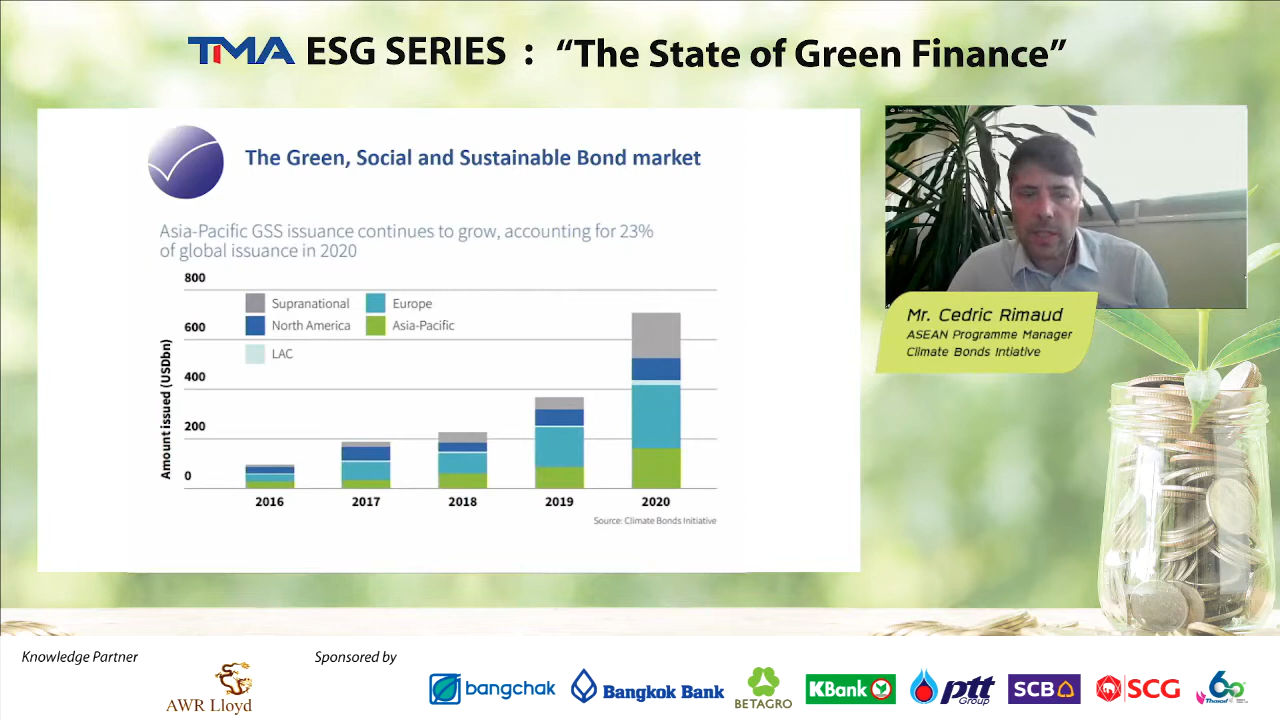 TMA ESG SERIES : “The State of Green Finance”
The Green, Social and Sustainable Bond market
Asia-Pacific GSS issuance continues to grow, accounting for 23%
of global issuance in 2020
Amount issued (USDbn)
800
600
400
200
0
Supranational
Europe
North America
Asia-Pacific
LAC
2016
2017
2018
2019
2020
Source: Climate Bonds Initiative
Mr. Cedric Rimaud
ASEAN Programme Manager
Climate Bonds Intiative
Knowledge Partner
AWR Lloyd
Sponsored by
bangchak
Bangkok Bank
BETAGRO
KBank
ptt
Group
SCB
SCG
60
Thaioil